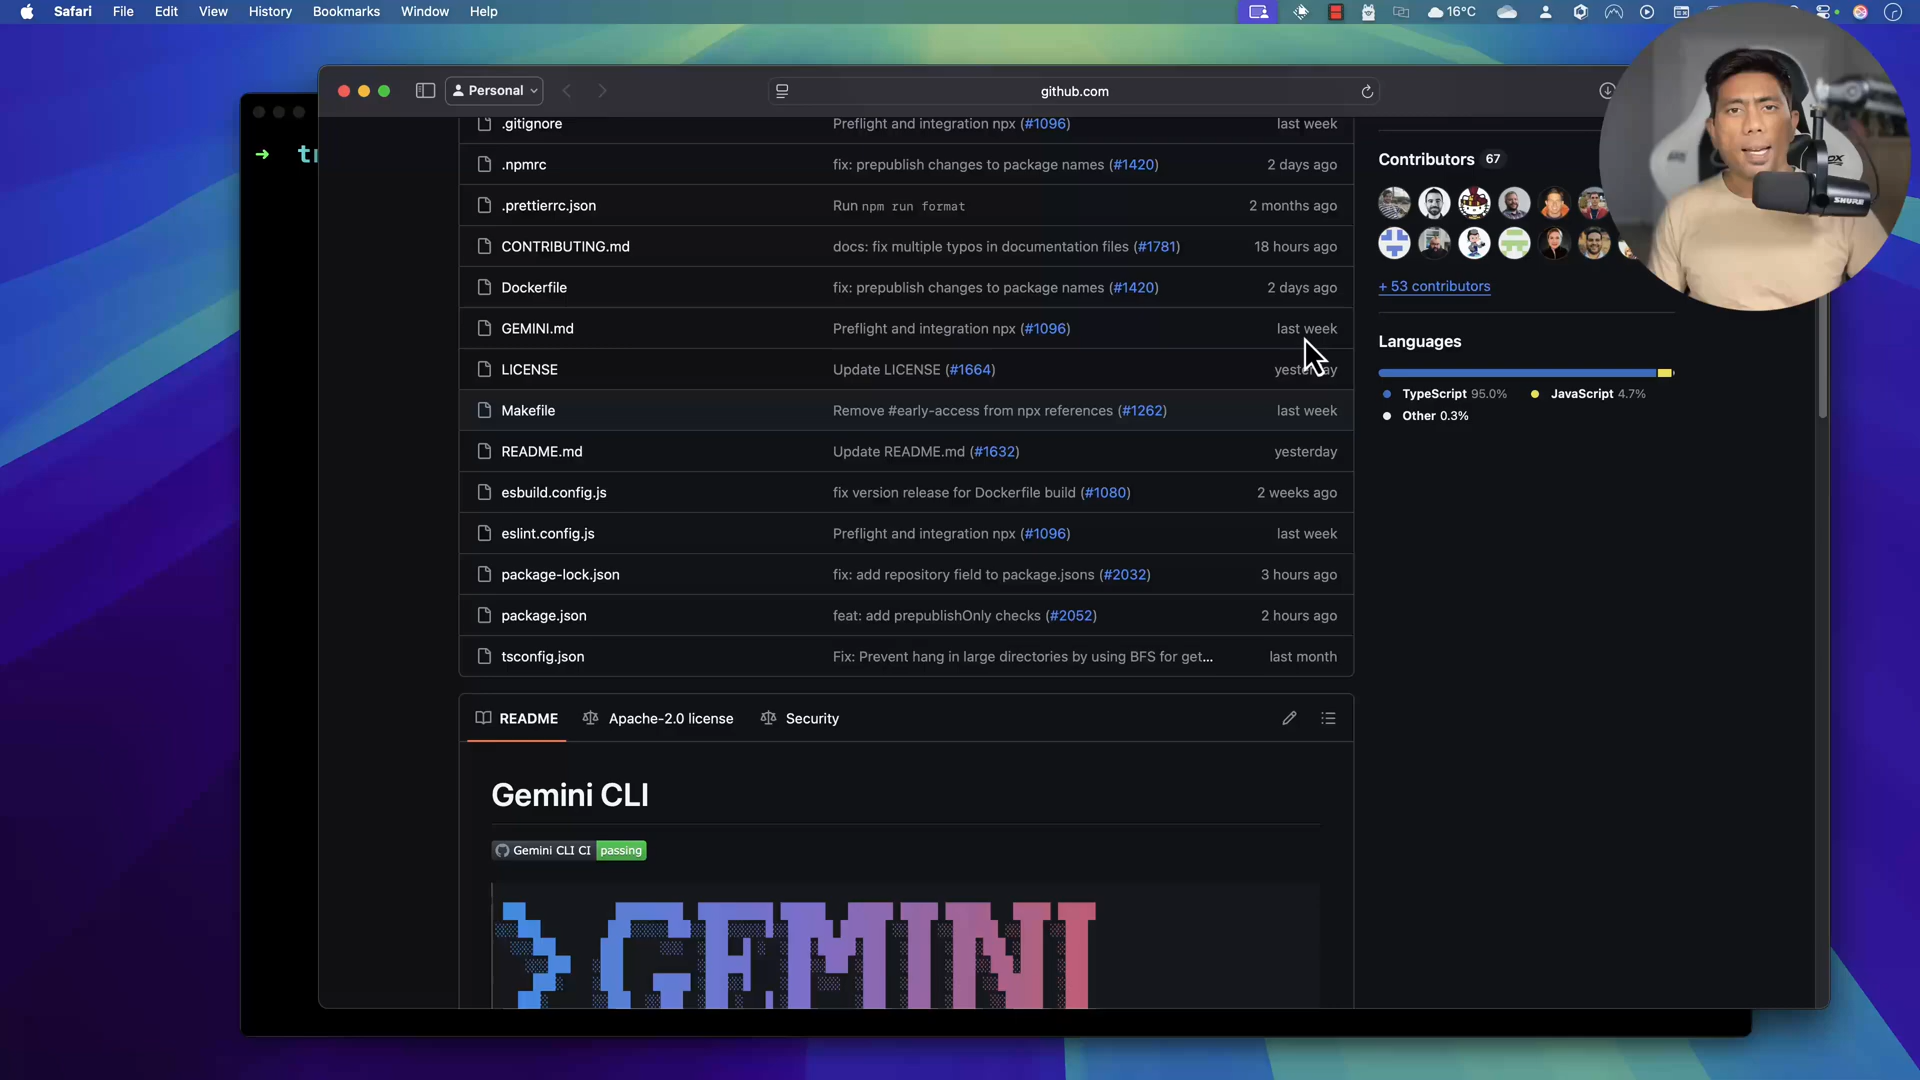 Safari File Edit View History Bookmarks Window Help 16°C
Personal
github.com
.gitignore Preflight and integration npx (#1096) last week
.npmrc fix: prepublish changes to package names (#1420) 2 days ago
.prettierrc.json Run npm run format 2 months ago
CONTRIBUTING.md docs: fix multiple typos in documentation files (#1781) 18 hours ago
Dockerfile fix: prepublish changes to package names (#1420) 2 days ago
GEMINI.md Preflight and integration npx (#1096) last week
LICENSE Update LICENSE (#1664) yesterday
Makefile Remove #early-access from npx references (#1262) last week
README.md Update README.md (#1632) yesterday
esbuild.config.js fix version release for Dockerfile build (#1080) 2 weeks ago
eslint.config.js Preflight and integration npx (#1096) last week
package-lock.json fix: add repository field to package.jsons (#2032) 3 hours ago
package.json feat: add prepublishOnly checks (#2052) 2 hours ago
tsconfig.json Fix: Prevent hang in large directories by using BFS for get... last month
README Apache-2.0 license Security
Gemini CLI
Gemini CLI CI passing
GEMINI
Contributors 67
+ 53 contributors
Languages
TypeScript 95.0% JavaScript 4.7%
Other 0.3%
SHURE